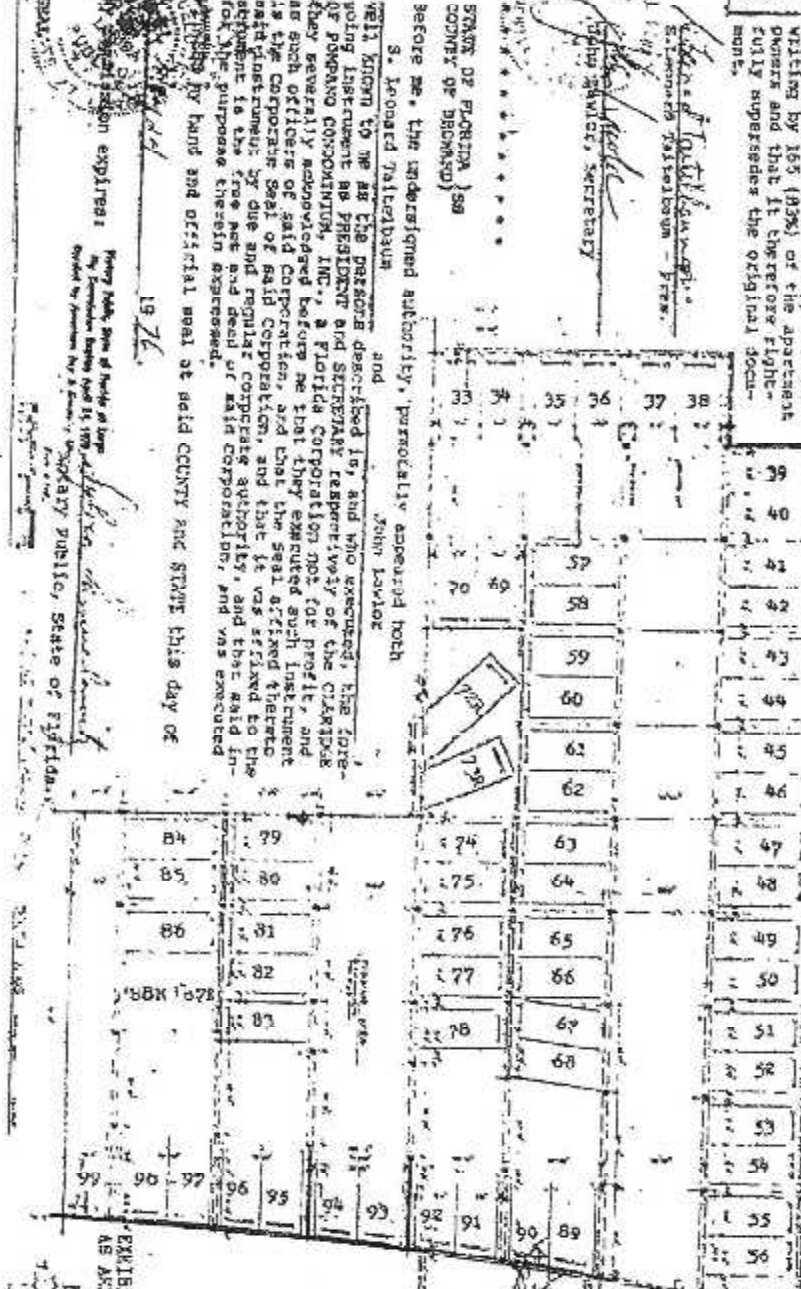 writing by 165 (83%) of the apartment
owners and that it therefore right-
fully supersedes the original docu-
ment.
S. Leonard Taitelbaum - Pres.
John Lawlor, Secretary
STATE OF FLORIDA )SS
COUNTY OF BROWARD)
Before me, the undersigned authority, personally appeared both
S. Leonard Taitelbaum and John Lawlor
well known to me as the persons described in, and who executed, the fore-
going instrument as PRESIDENT and SECRETARY respectively of the CLARIDGE
OF POMPANO CONDOMINIUM, INC., a Florida Corporation not for profit, and
they severally acknowledged before me that they executed such instrument
as such officers of said Corporation, and that the Seal affixed thereto
is the Corporate Seal of said Corporation, and that it was affixed to the
said instrument by due and regular corporate authority, and that said in-
strument is the free act and deed of said Corporation, and was executed
for the purposes therein expressed.
my hand and official seal at said COUNTY and STATE this day of
1976.
expires:
Notary Public, State of Florida
33 34 35 36 37 38
39 40 41 42 43 44 45 46 47 48 49 50 51 52 53 54 55 56
57 58 59 60 61 62 63 64 65 66 67 68
70 69
72R
73R
74 75 76 77 78
79 80 81 82 83
84 85 86
88R 87R
99 98 97 96 95 94 93 92 91 90 89